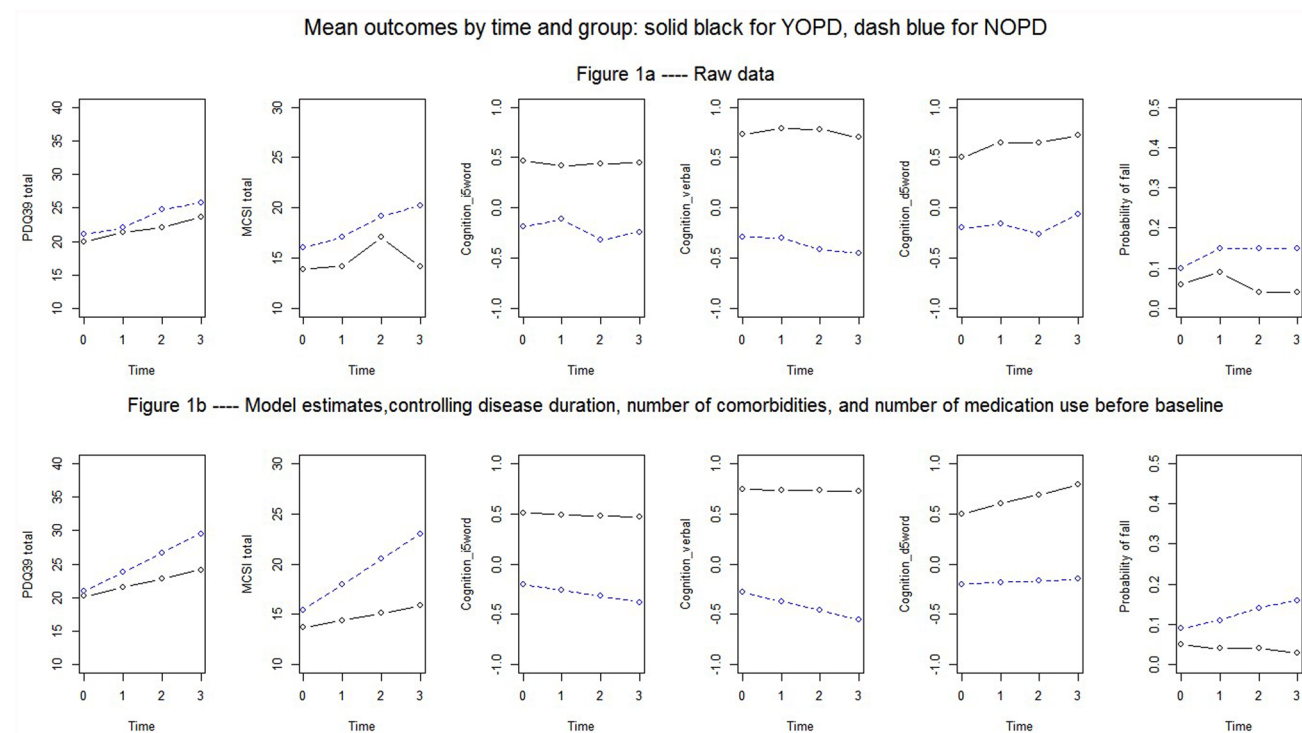 Mean outcomes by time and group: solid black for YOPD, dash blue for NOPD
Figure 1a ---- Raw data
PDQ39 total
40
35
30
25
20
15
10
0 1 2 3
Time
MCSI total
30
25
20
15
10
0 1 2 3
Time
Cognition_i5word
1.0
0.5
0.0
-0.5
-1.0
0 1 2 3
Time
Cognition_verbal
1.0
0.5
0.0
-0.5
-1.0
0 1 2 3
Time
Cognition_d5word
1.0
0.5
0.0
-0.5
-1.0
0 1 2 3
Time
Probability of fall
0.5
0.4
0.3
0.2
0.1
0.0
0 1 2 3
Time
Figure 1b ---- Model estimates,controlling disease duration, number of comorbidities, and number of medication use before baseline
PDQ39 total
40
35
30
25
20
15
10
0 1 2 3
Time
MCSI total
30
25
20
15
10
0 1 2 3
Time
Cognition_i5word
1.0
0.5
0.0
-0.5
-1.0
0 1 2 3
Time
Cognition_verbal
1.0
0.5
0.0
-0.5
-1.0
0 1 2 3
Time
Cognition_d5word
1.0
0.5
0.0
-0.5
-1.0
0 1 2 3
Time
Probability of fall
0.5
0.4
0.3
0.2
0.1
0.0
0 1 2 3
Time